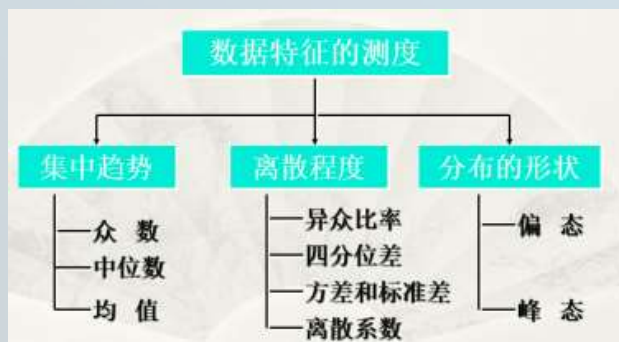 数据特征的测度
集中趋势
离散程度
分布的形状
众 数
中位数
均 值
异众比率
四分位差
方差和标准差
离散系数
偏 态
峰 态